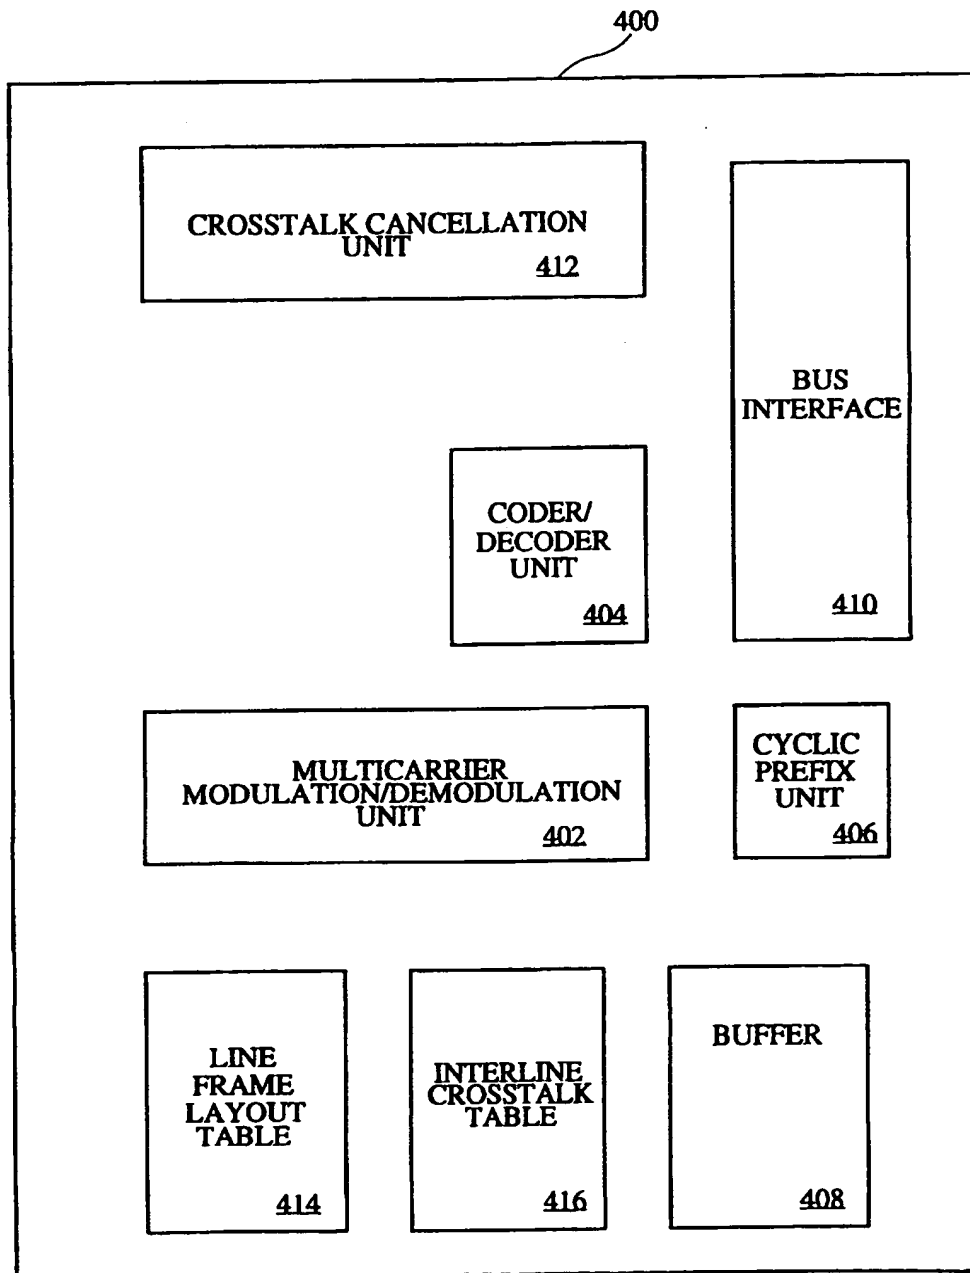 400
CROSSTALK CANCELLATION
UNIT
412
BUS
INTERFACE
410
CODER/
DECODER
UNIT
404
MULTICARRIER
MODULATION/DEMODULATION
UNIT
402
CYCLIC
PREFIX
UNIT
406
LINE
FRAME
LAYOUT
TABLE
414
INTERLINE
CROSSTALK
TABLE
416
BUFFER
408